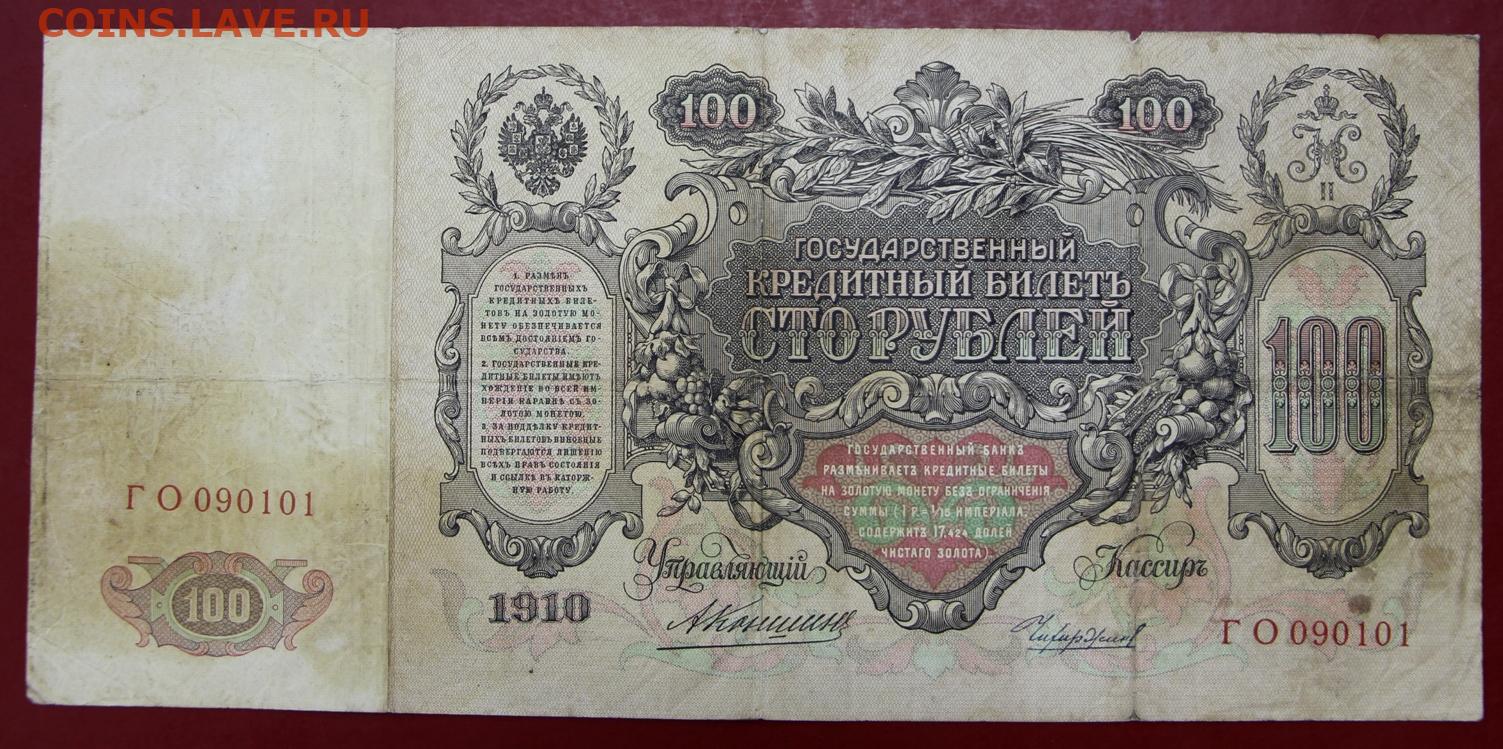 COINS.LAVE.RU
100
100
II
ГОСУДАРСТВЕННЫЙ
КРЕДИТНЫЙ БИЛЕТЪ
СТО РУБЛЕЙ
1. РАЗМѢНЪ
ГОСУДАРСТВЕННЫХЪ
КРЕДИТНЫХЪ БИЛЕ-
ТОВЪ НА ЗОЛОТУЮ МО-
НЕТУ ОБЕЗПЕЧИВАЕТСЯ
ВСѢМЪ ДОСТОЯНІЕМЪ ГО-
СУДАРСТВА.
2. ГОСУДАРСТВЕННЫЕ КРЕ-
ДИТНЫЕ БИЛЕТЫ ИМѢЮТЪ
ХОЖДЕНІЕ ВО ВСЕЙ ИМ-
ПЕРІИ НАРАВНѢ СЪ ЗО-
ЛОТОЮ МОНЕТОЮ.
3. ЗА ПОДДѢЛКУ КРЕДИТ-
НЫХЪ БИЛЕТОВЪ ВИНОВНЫЕ
ПОДВЕРГАЮТСЯ ЛИШЕНІЮ
ВСѢХЪ ПРАВЪ СОСТОЯНІЯ
И ССЫЛКѢ ВЪ КАТОРЖ-
НУЮ РАБОТУ.
100
ГОСУДАРСТВЕННЫЙ БАНКЪ
РАЗМѢНИВАЕТЪ КРЕДИТНЫЕ БИЛЕТЫ
НА ЗОЛОТУЮ МОНЕТУ БЕЗЪ ОГРАНИЧЕНІЯ
СУММЫ (1 Р.= 1/15 ИМПЕРІАЛА,
СОДЕРЖИТЪ 17,424 ДОЛЕЙ
ЧИСТАГО ЗОЛОТА).
ГО 090101
100
Управляющій
Кассиръ
1910
АКоншинъ
ГО 090101